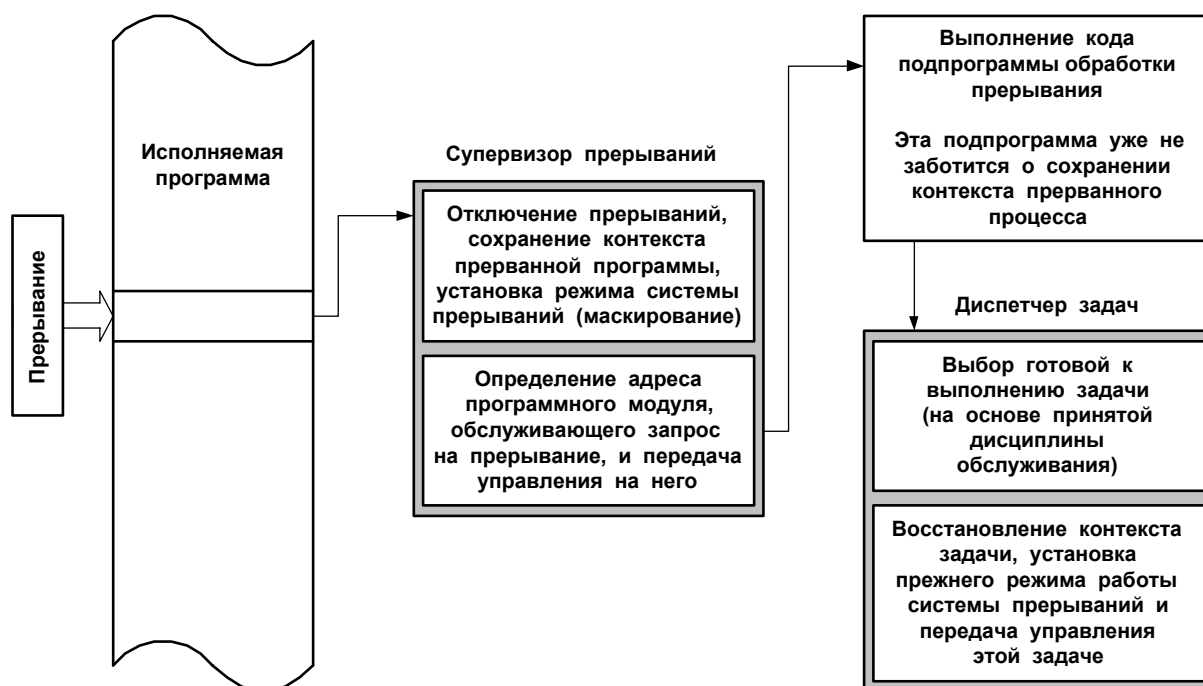 Прерывание
Исполняемая
программа
Супервизор прерываний
Отключение прерываний,
сохранение контекста
прерванной программы,
установка режима системы
прерываний (маскирование)
Определение адреса
программного модуля,
обслуживающего запрос
на прерывание, и передача
управления на него
Выполнение кода
подпрограммы обработки
прерывания
Эта подпрограмма уже не
заботится о сохранении
контекста прерванного
процесса
Диспетчер задач
Выбор готовой к
выполнению задачи
(на основе принятой
дисциплины
обслуживания)
Восстановление контекста
задачи, установка
прежнего режима работы
системы прерываний и
передача управления
этой задаче